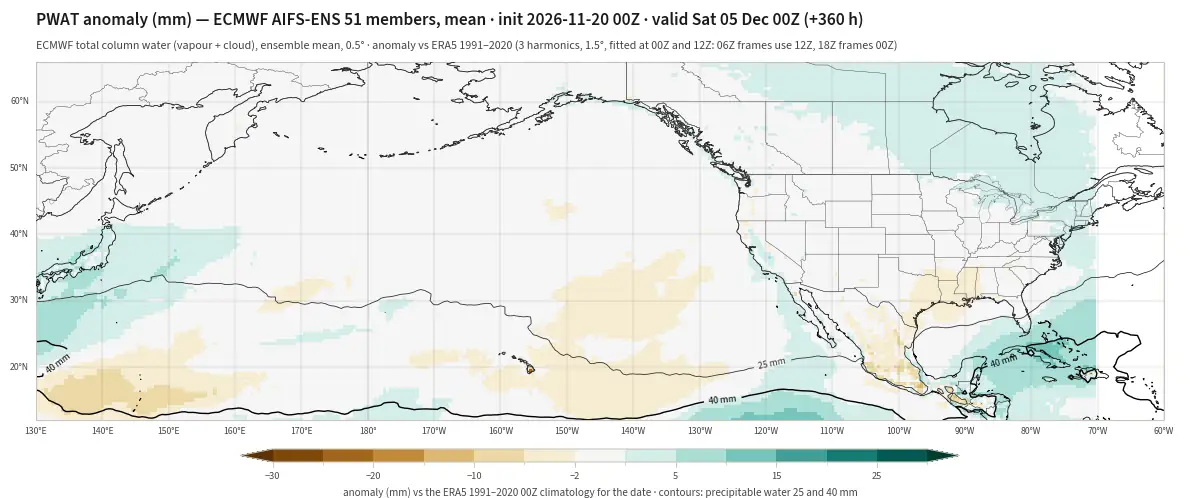 PWAT anomaly (mm) — ECMWF AIFS-ENS 51 members, mean · init 2026-11-20 00Z · valid Sat 05 Dec 00Z (+360 h)
ECMWF total column water (vapour + cloud), ensemble mean, 0.5° · anomaly vs ERA5 1991–2020 (3 harmonics, 1.5°, fitted at 00Z and 12Z: 06Z frames use 12Z, 18Z frames 00Z)
60°N
50°N
40°N
30°N
20°N
40 mm
25 mm
40 mm
40 mm
130°E 140°E 150°E 160°E 170°E 180° 170°W 160°W 150°W 140°W 130°W 120°W 110°W 100°W 90°W 80°W 70°W 60°W
−30 −20 −10 −2 5 15 25
anomaly (mm) vs the ERA5 1991–2020 00Z climatology for the date · contours: precipitable water 25 and 40 mm